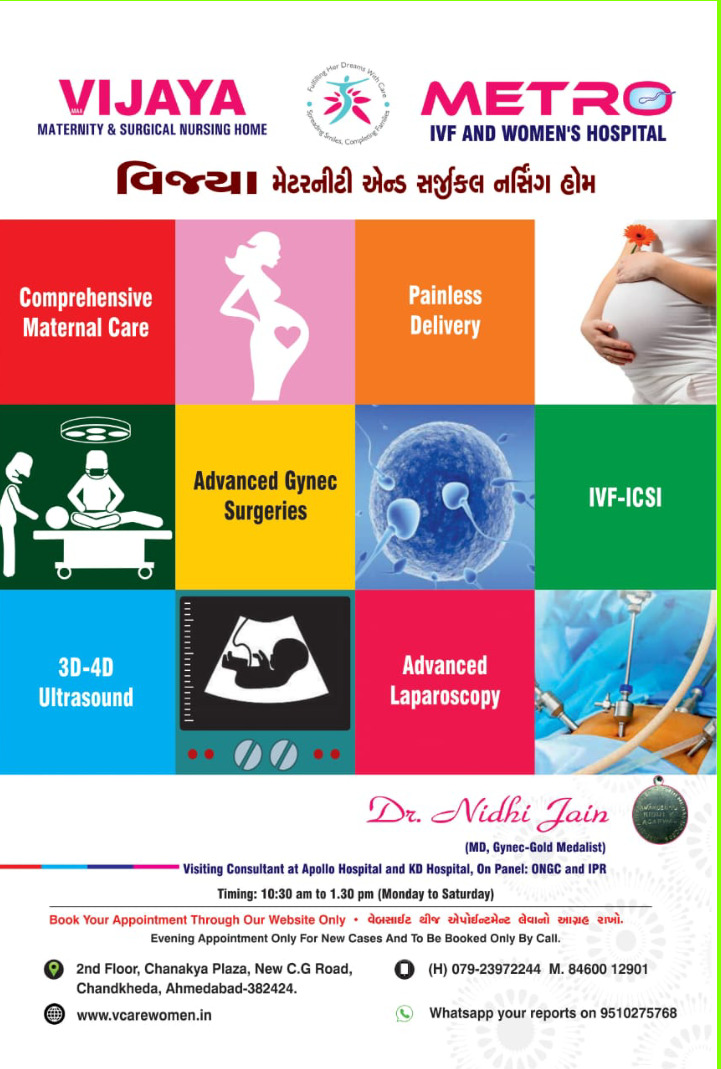 VIJAYA
MATERNITY & SURGICAL NURSING HOME
Fulfilling Her Dreams With Care
Spreading Smiles, Completing Families
METRO
IVF AND WOMEN'S HOSPITAL
વિજ્યા મેટરનીટી એન્ડ સર્જીકલ નર્સિંગ હોમ
Comprehensive
Maternal Care
Painless
Delivery
Advanced Gynec
Surgeries
IVF-ICSI
3D-4D
Ultrasound
Advanced
Laparoscopy
Dr. Nidhi Jain
(MD, Gynec-Gold Medalist)
Visiting Consultant at Apollo Hospital and KD Hospital, On Panel: ONGC and IPR
Timing: 10:30 am to 1.30 pm (Monday to Saturday)
Book Your Appointment Through Our Website Only • વેબસાઈટ થીજ એપોઈન્ટમેન્ટ લેવાનો આગ્રહ રાખો.
Evening Appointment Only For New Cases And To Be Booked Only By Call.
2nd Floor, Chanakya Plaza, New C.G Road,
Chandkheda, Ahmedabad-382424.
(H) 079-23972244 M. 84600 12901
www.vcarewomen.in
Whatsapp your reports on 9510275768